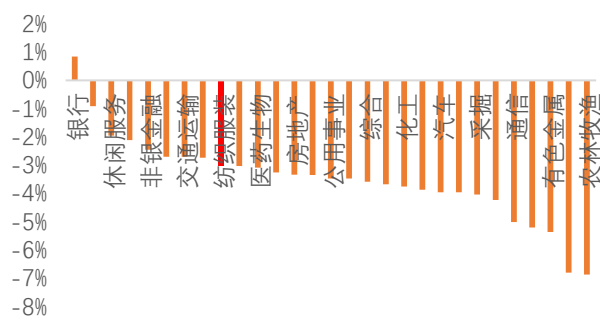 2%
1%
0%
-1%
-2%
-3%
-4%
-5%
-6%
-7%
-8%
银行
休闲服务
非银金融
交通运输
纺织服装
医药生物
房地产
公用事业
综合
化工
汽车
采掘
通信
有色金属
农林牧渔